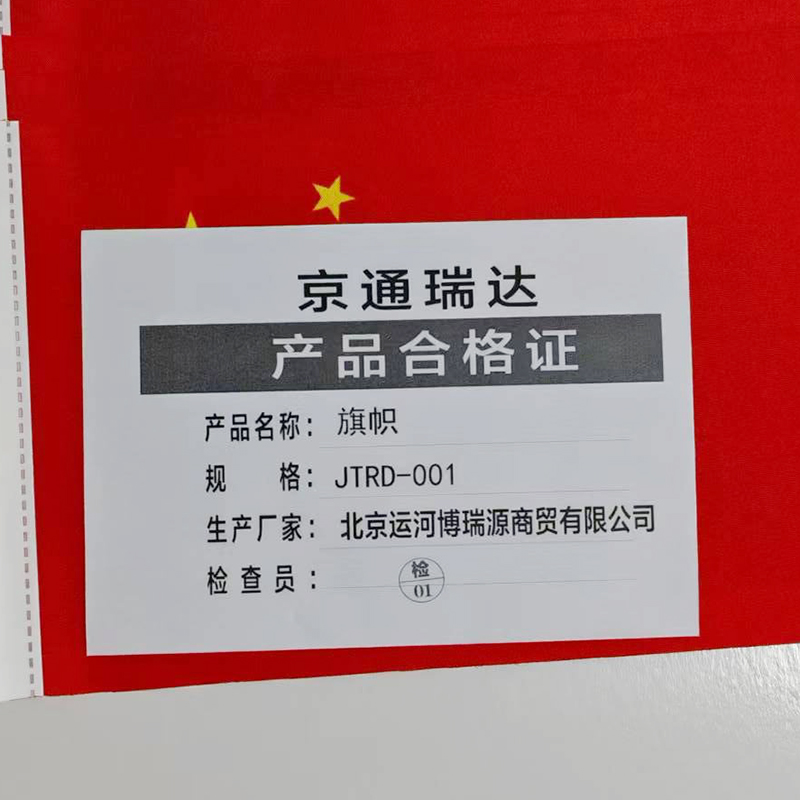 京通瑞达
产品合格证
产品名称：旗帜
规 格：JTRD-001
生产厂家：北京运河博瑞源商贸有限公司
检查员：
检
01